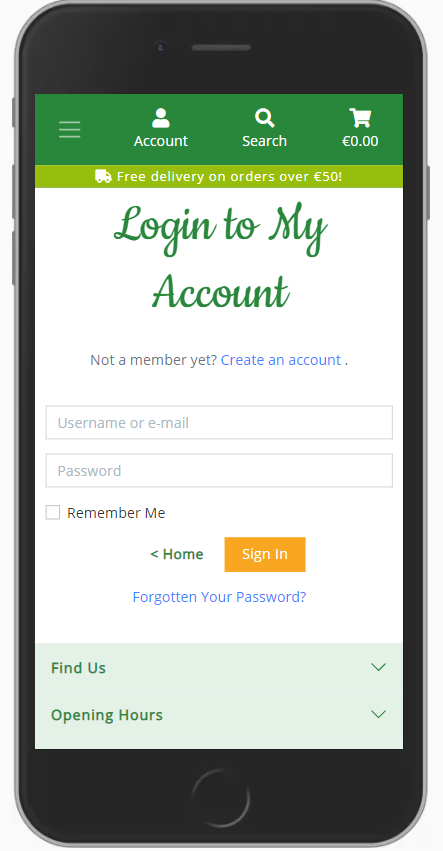 Account
Search
€0.00
Free delivery on orders over €50!
Login to My
Account
Not a member yet? Create an account .
Username or e-mail
Password
Remember Me
< Home
Sign In
Forgotten Your Password?
Find Us
Opening Hours